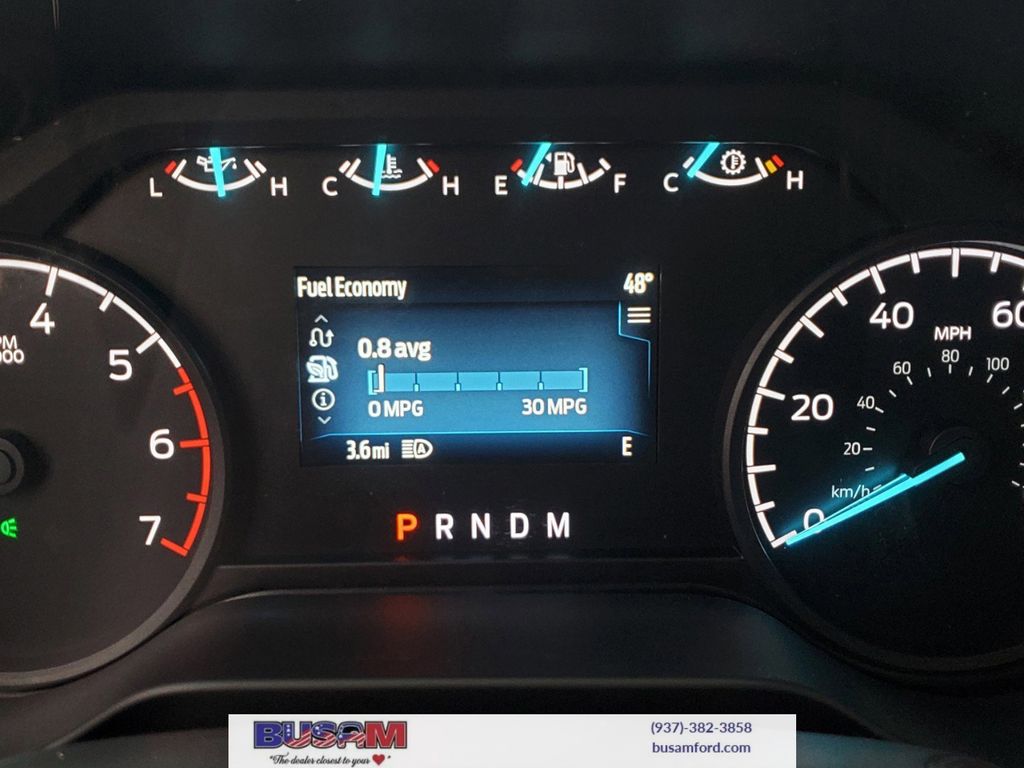 L H C H E F C H
Fuel Economy 48°
0.8 avg
0 MPG 30 MPG
3.6 mi A E
P R N D M
4
5
6
7
0
20
40
60
MPH
km/h
20
40
60
80
100
BUSAM
"The dealer closest to your
(937)-382-3858
busamford.com